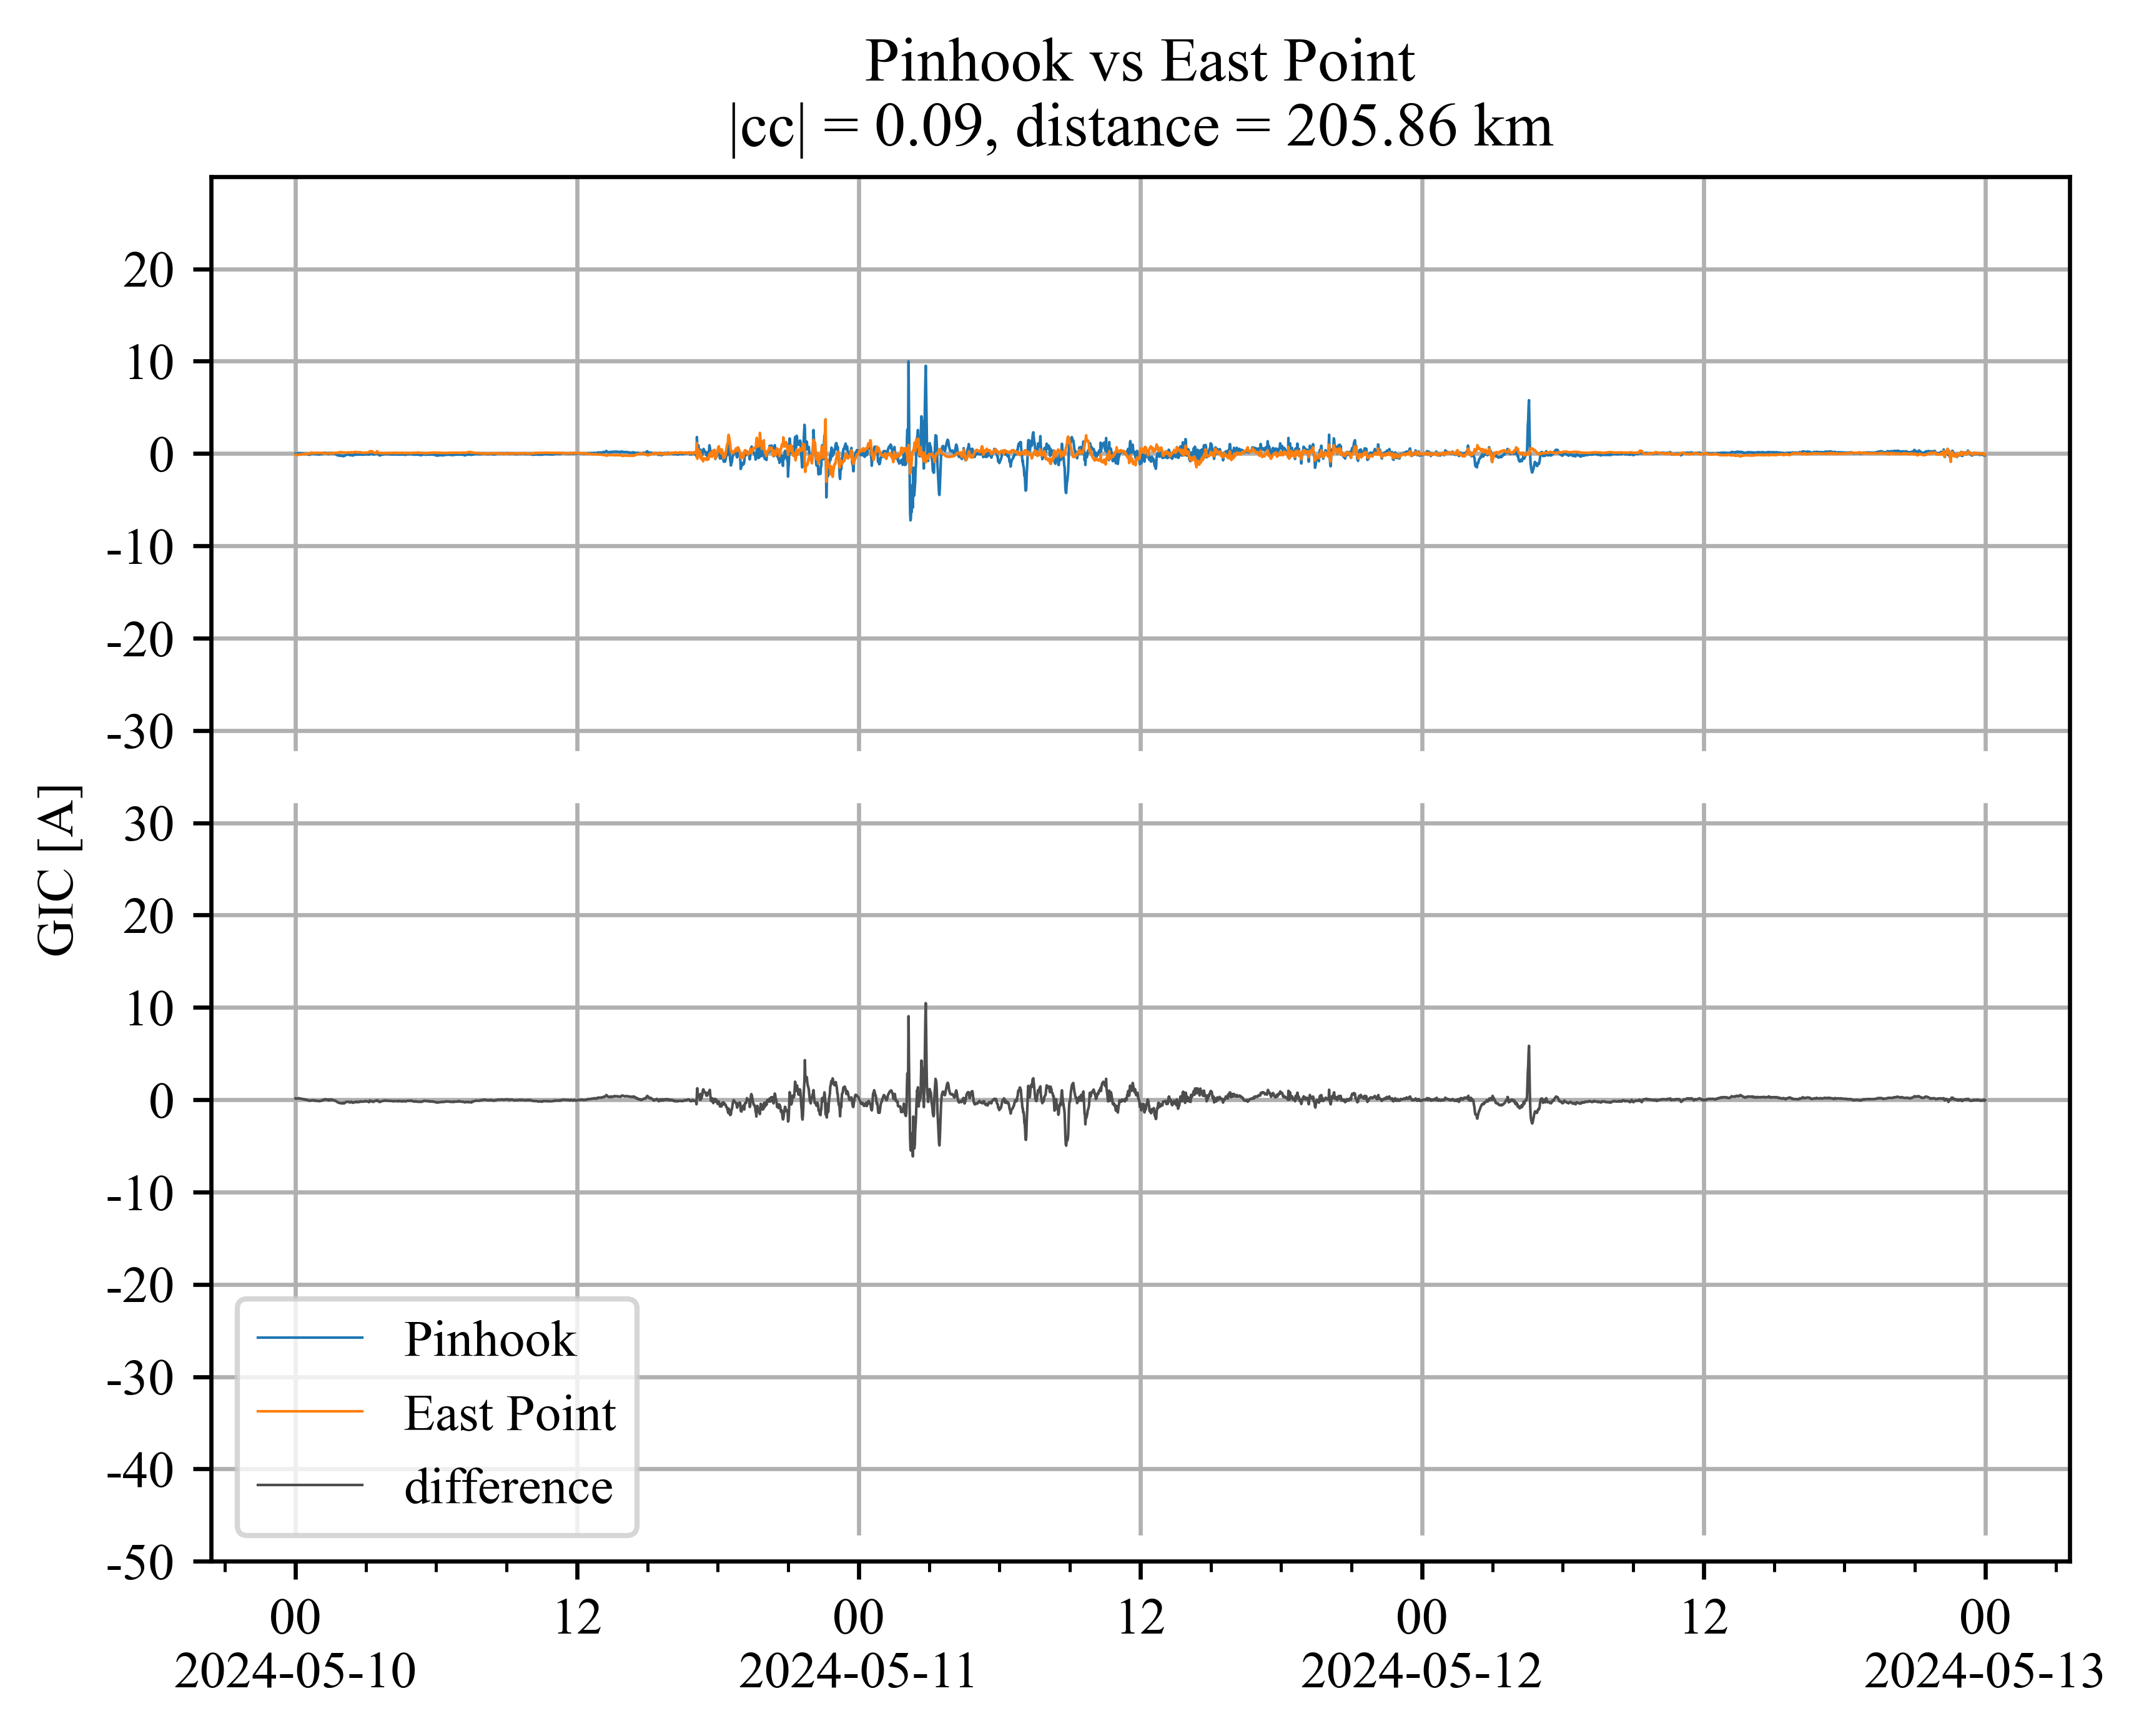 Pinhook vs East Point
|cc| = 0.09, distance = 205.86 km
20
10
0
-10
-20
-30
30
20
10
0
-10
-20
-30
-40
-50
GIC [A]
Pinhook
East Point
difference
00 12 00 12 00 12 00
2024-05-10 2024-05-11 2024-05-12 2024-05-13